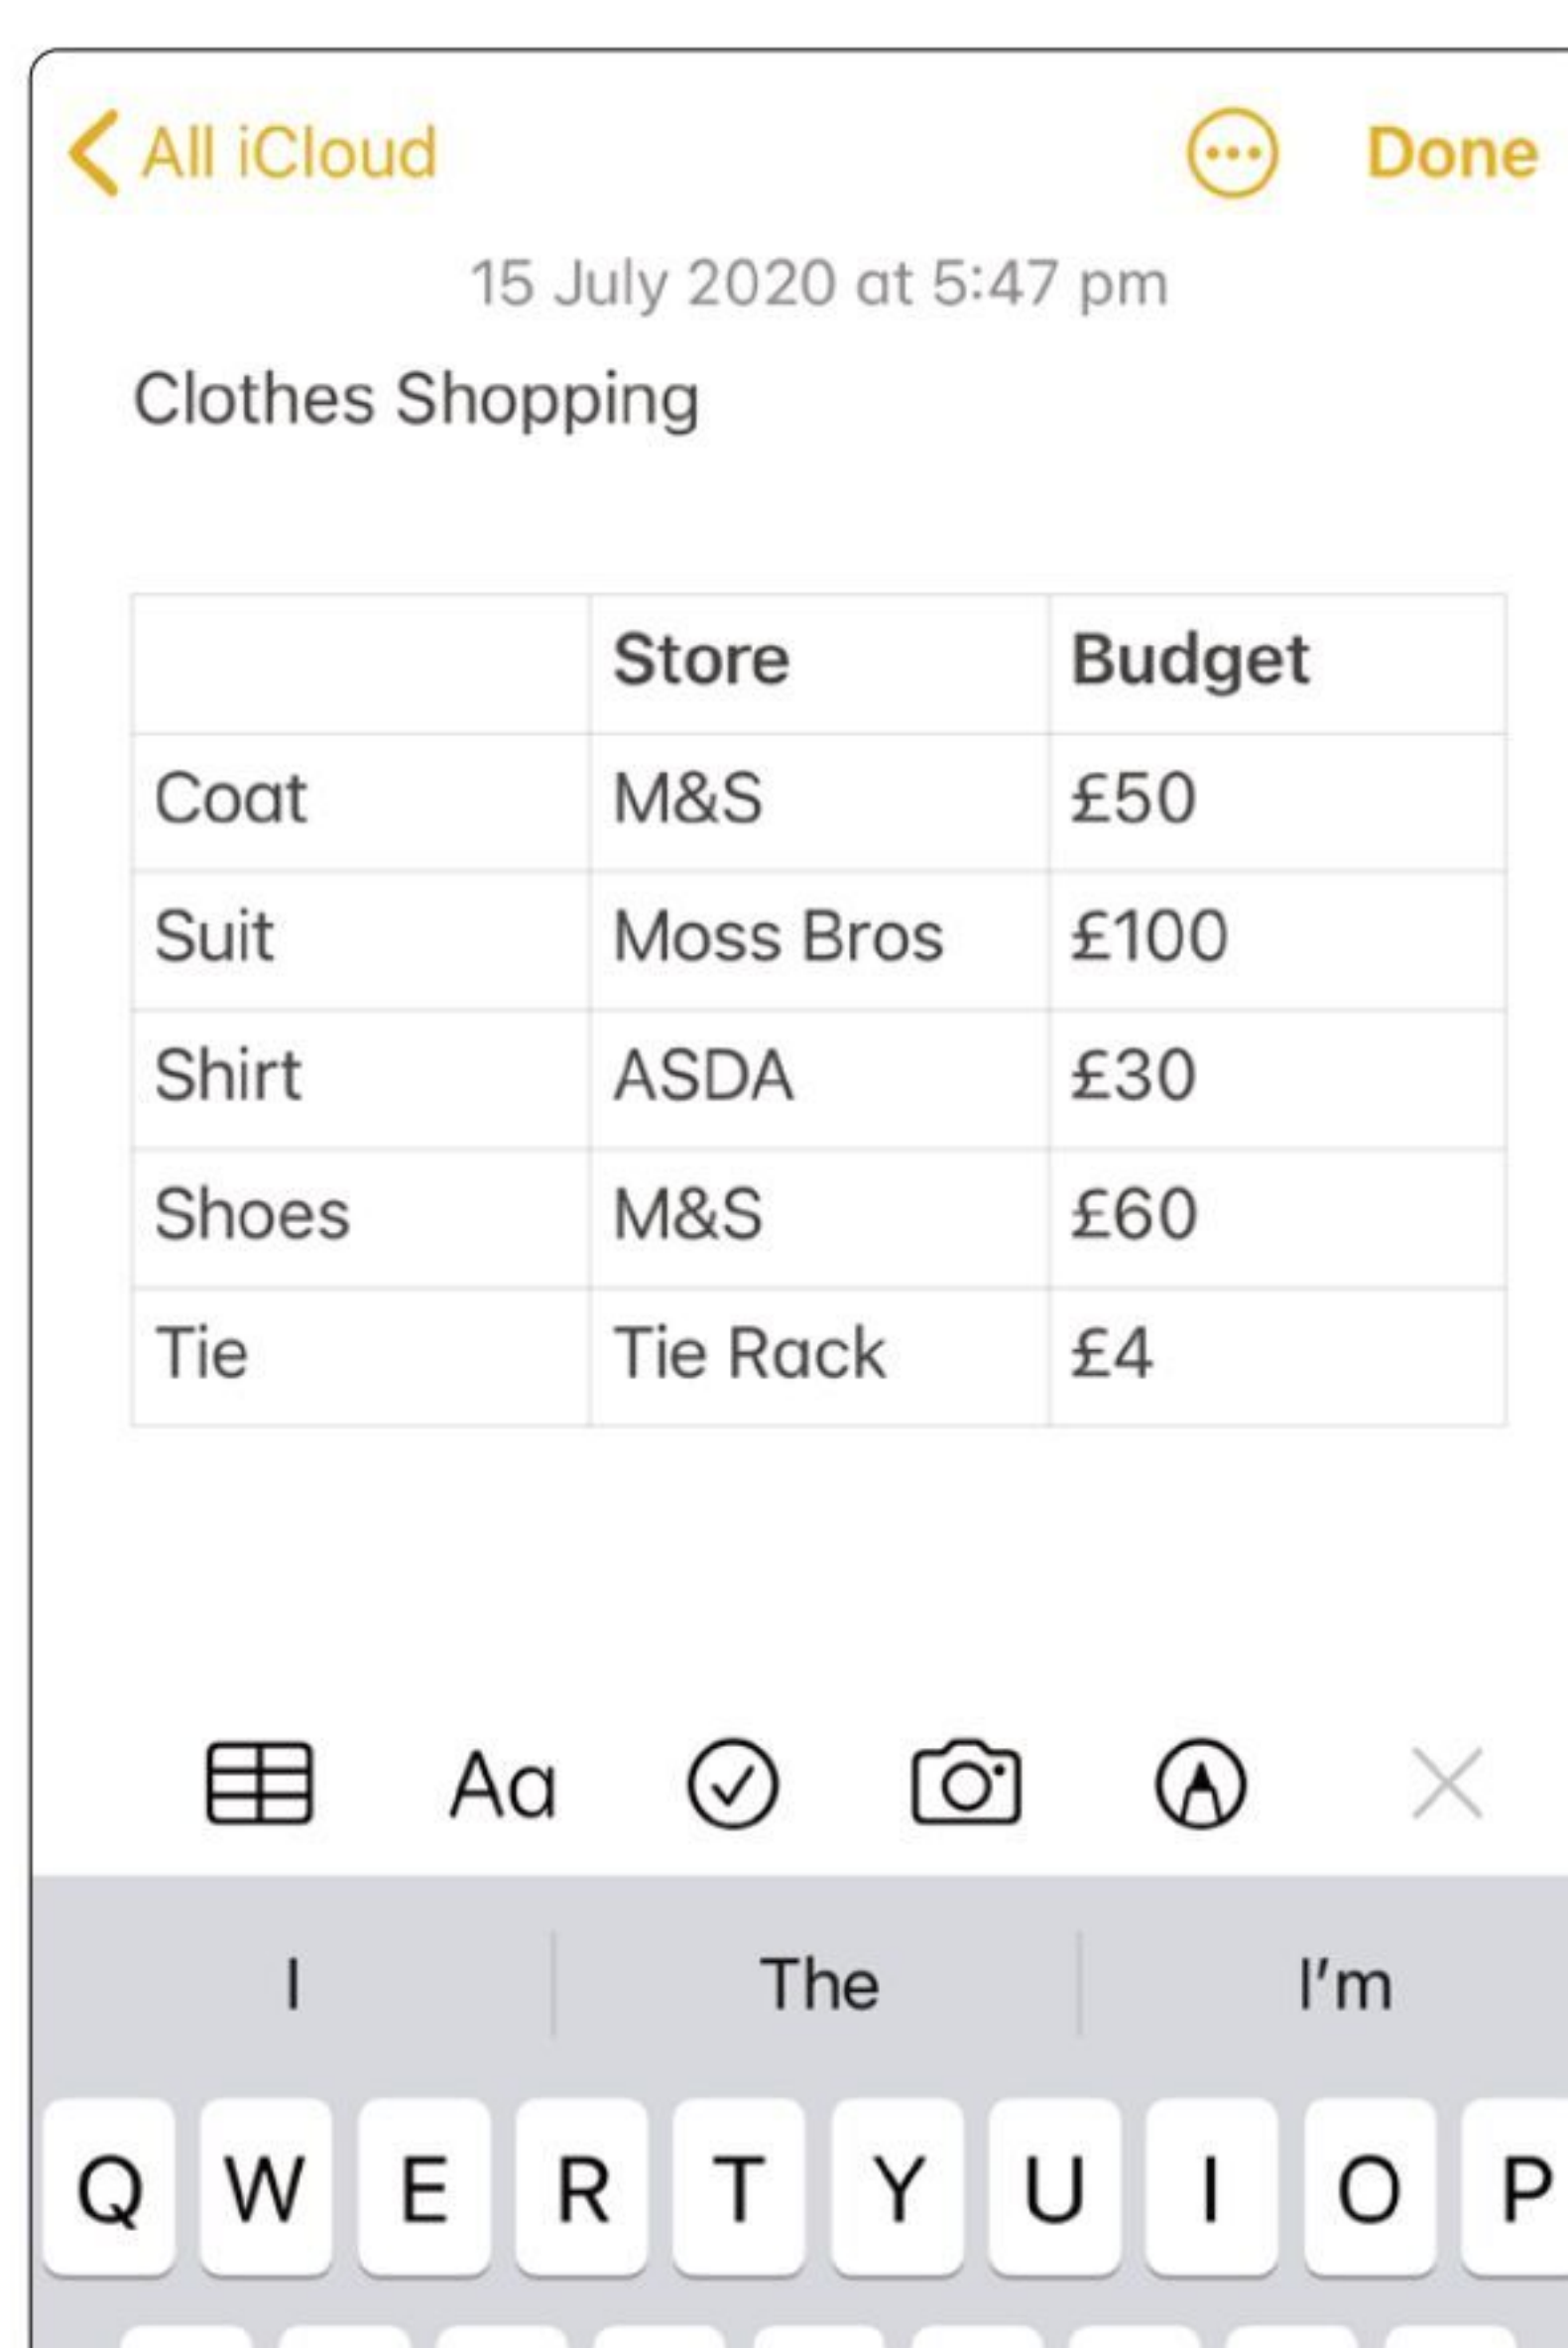 All iCloud Done
15 July 2020 at 5:47 pm
Clothes Shopping
Store Budget
Coat M&S £50
Suit Moss Bros £100
Shirt ASDA £30
Shoes M&S £60
Tie Tie Rack £4
Aa
I The I'm
Q W E R T Y U I O P